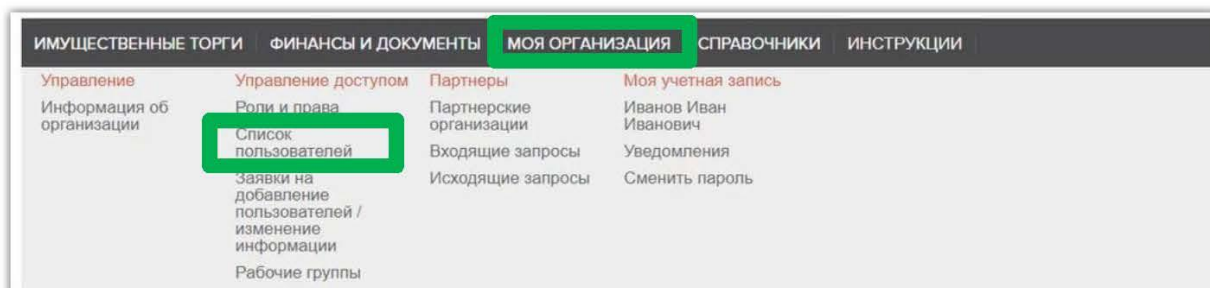 ИМУЩЕСТВЕННЫЕ ТОРГИ
ФИНАНСЫ И ДОКУМЕНТЫ
МОЯ ОРГАНИЗАЦИЯ
СПРАВОЧНИКИ
ИНСТРУКЦИИ
Управление
Информация об
организации
Управление доступом
Роли и права
Список
пользователей
Заявки на
добавление
пользователей /
изменение
информации
Рабочие группы
Партнеры
Партнерские
организации
Входящие запросы
Исходящие запросы
Моя учетная запись
Иванов Иван
Иванович
Уведомления
Сменить пароль